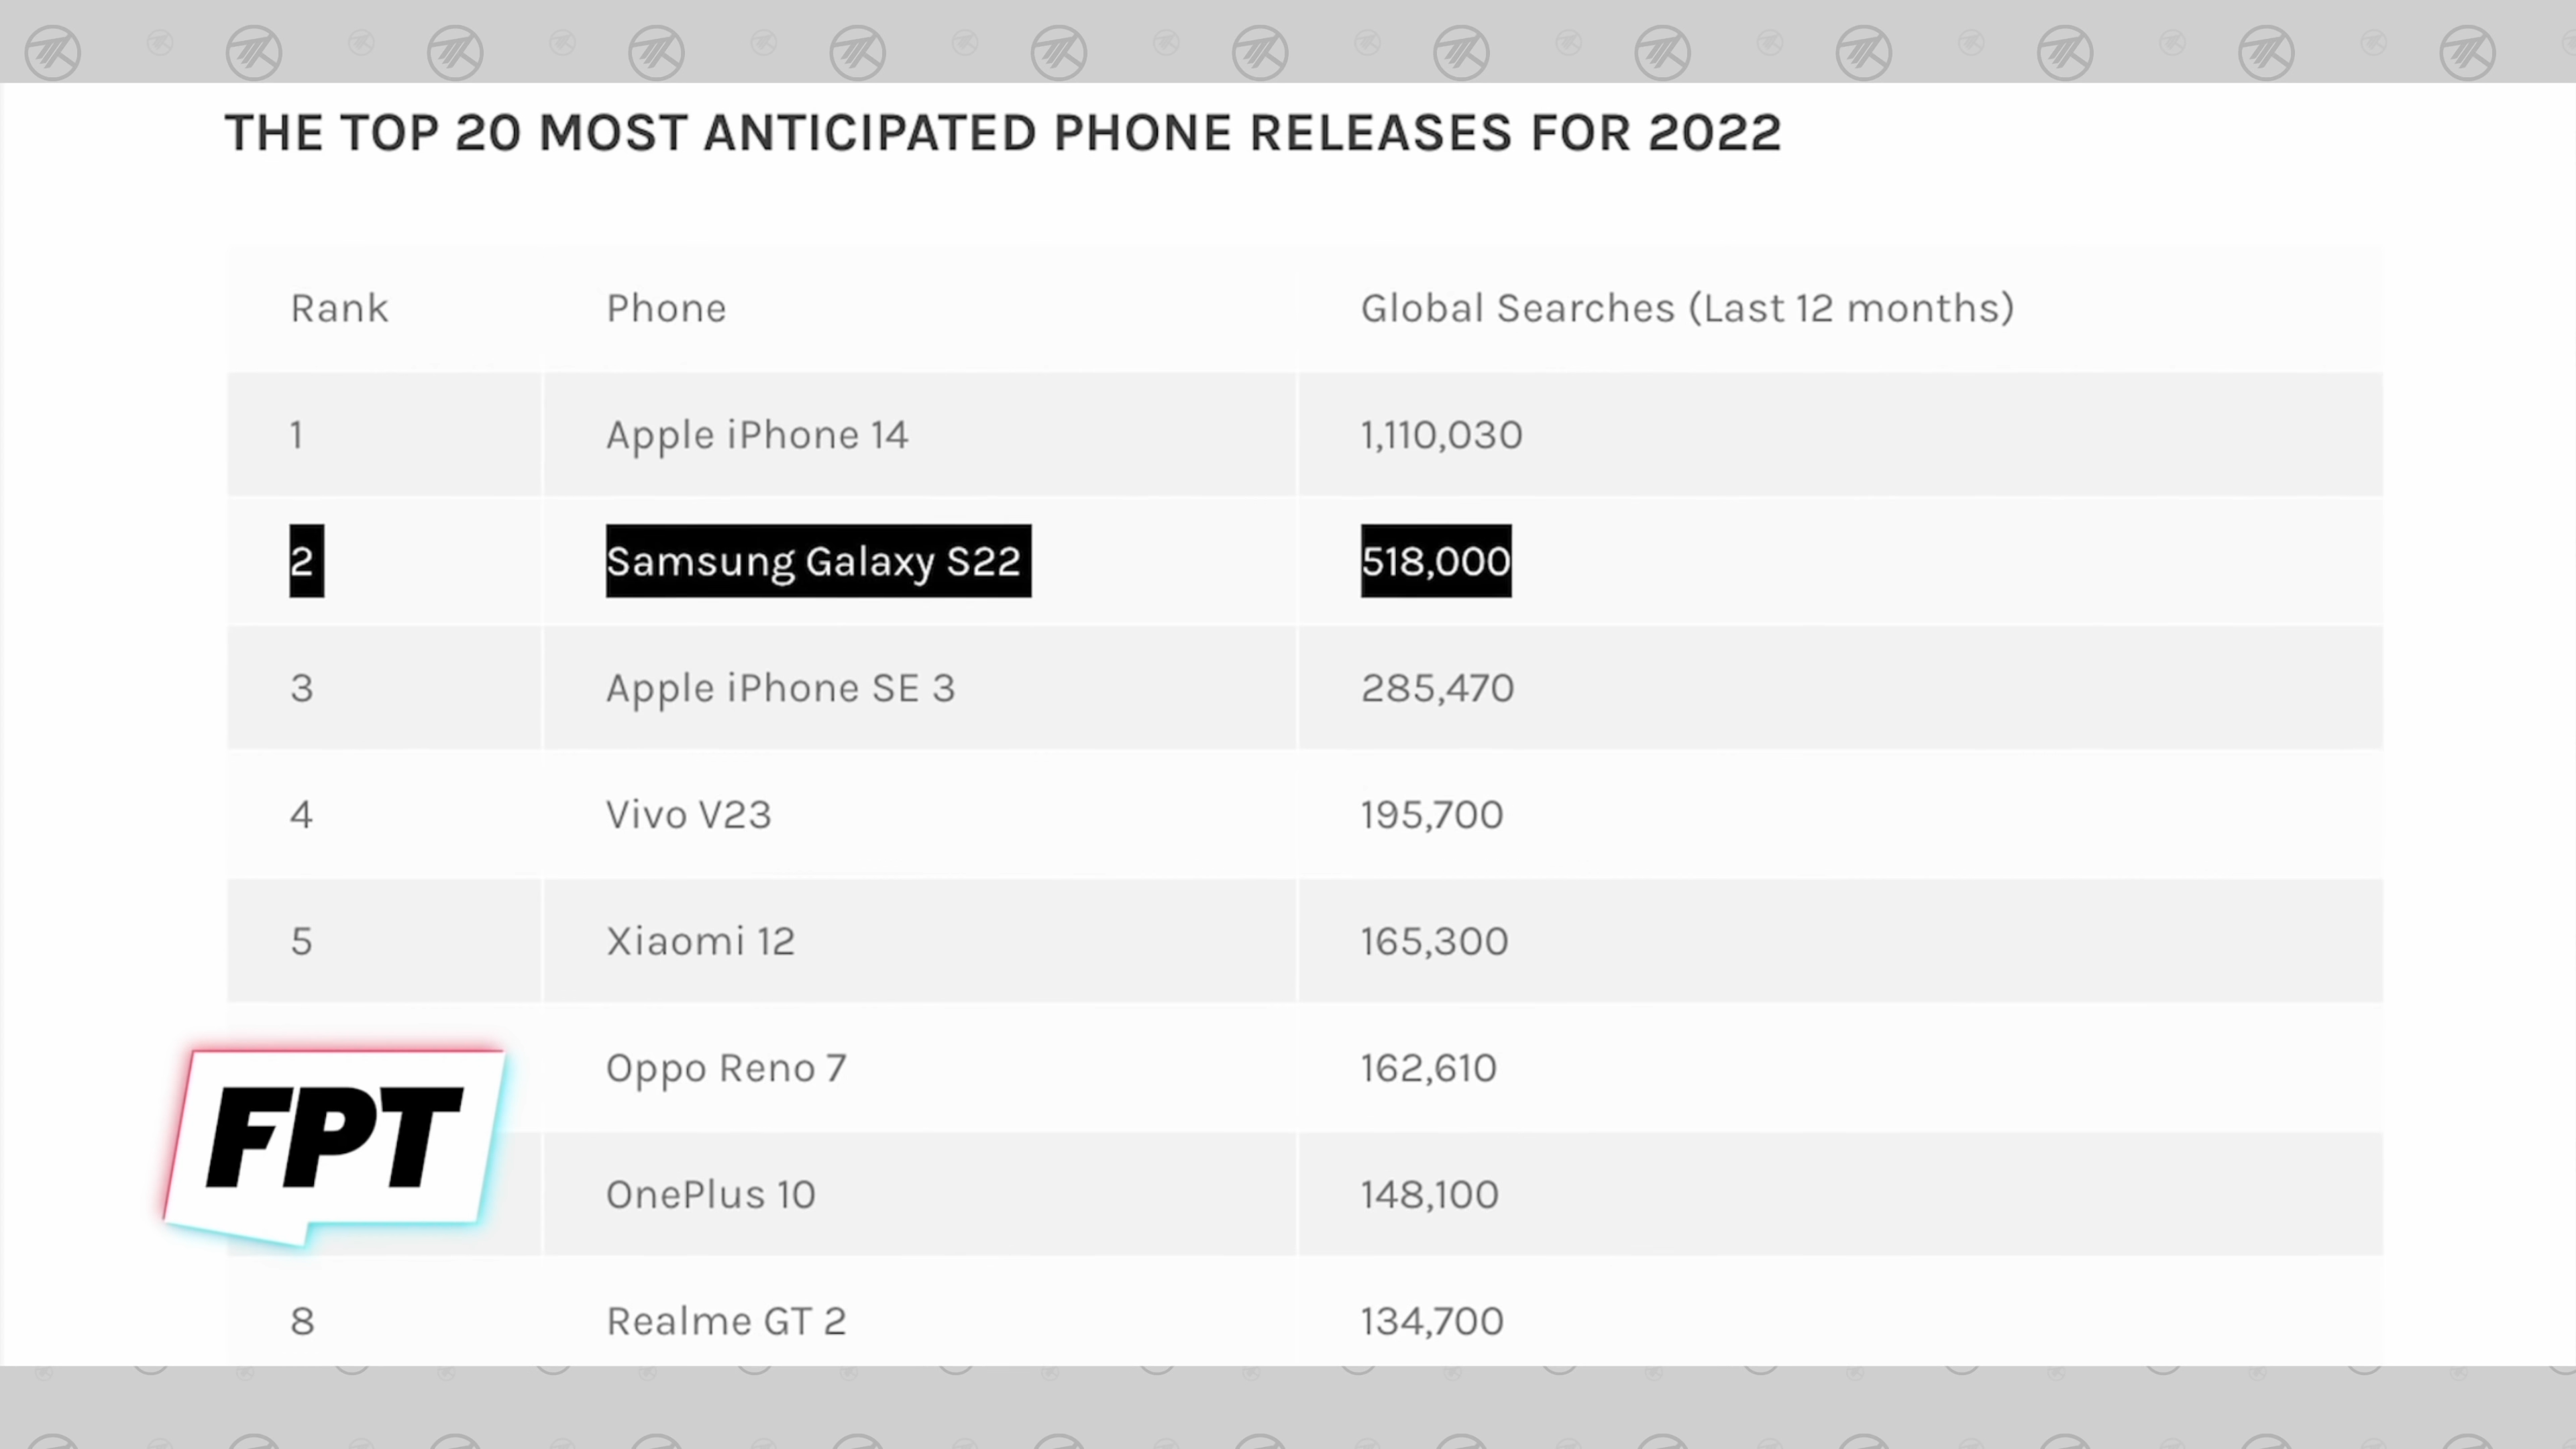 THE TOP 20 MOST ANTICIPATED PHONE RELEASES FOR 2022
Rank Phone Global Searches (Last 12 months)
1 Apple iPhone 14 1,110,030
2 Samsung Galaxy S22 518,000
3 Apple iPhone SE 3 285,470
4 Vivo V23 195,700
5 Xiaomi 12 165,300
Oppo Reno 7 162,610
FPT
OnePlus 10 148,100
8 Realme GT 2 134,700